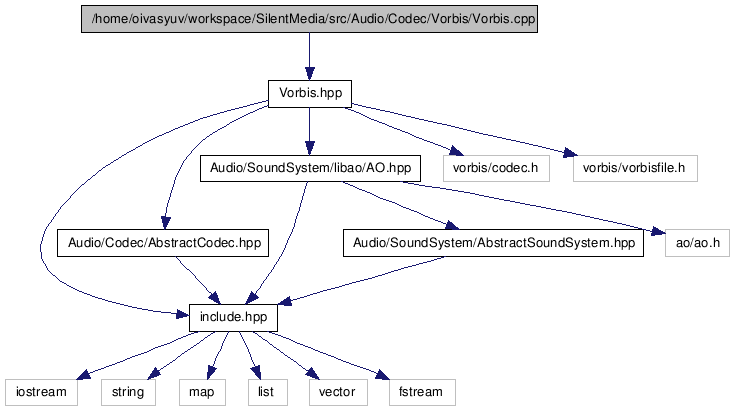 /home/oivasyuv/workspace/SilentMedia/src/Audio/Codec/Vorbis/Vorbis.cpp
Vorbis.hpp
Audio/SoundSystem/libao/AO.hpp
vorbis/codec.h
vorbis/vorbisfile.h
Audio/Codec/AbstractCodec.hpp
Audio/SoundSystem/AbstractSoundSystem.hpp
ao/ao.h
include.hpp
iostream
string
map
list
vector
fstream